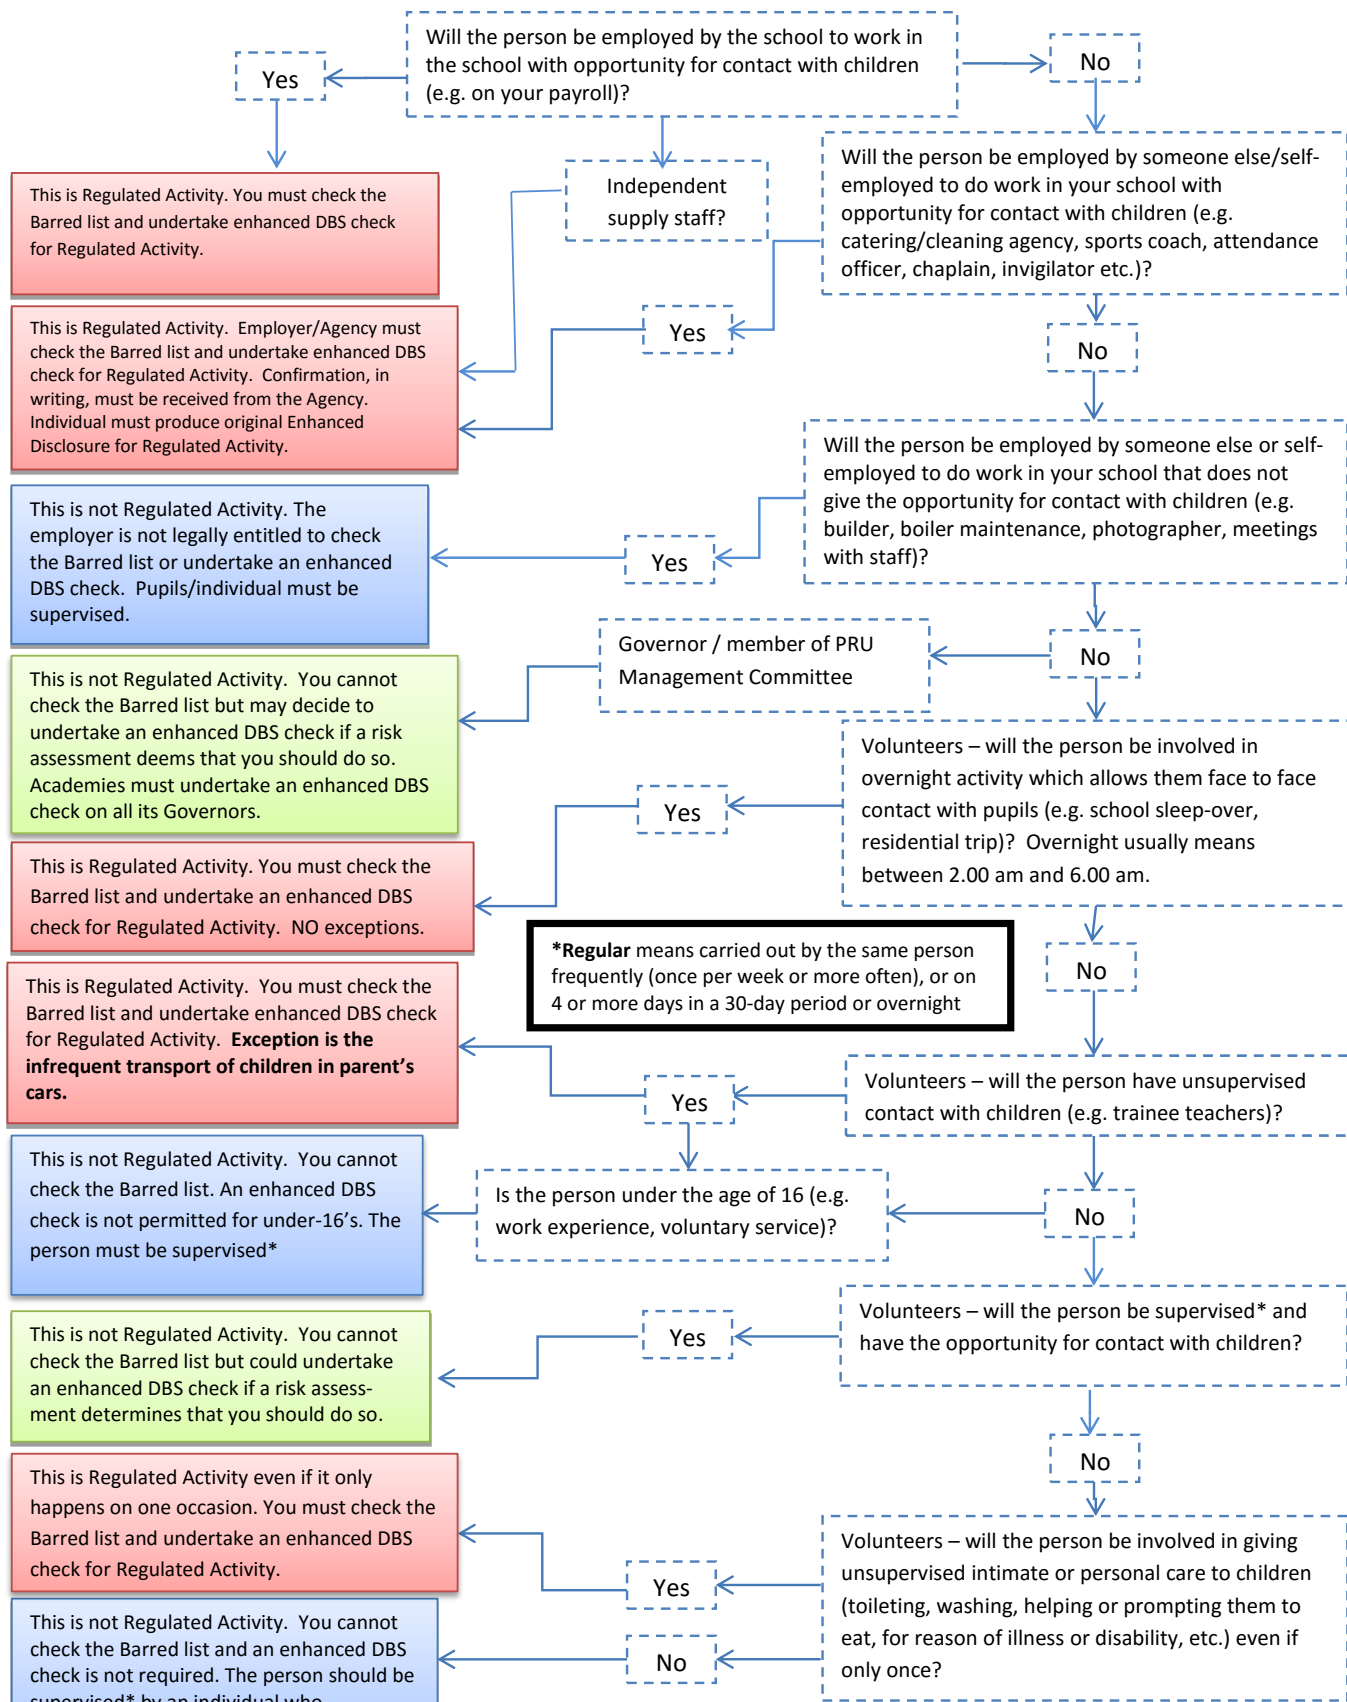 Will the person be employed by the school to work in
the school with opportunity for contact with children
(e.g. on your payroll)?
Yes
No
This is Regulated Activity. You must check the
Barred list and undertake enhanced DBS check
for Regulated Activity.
Independent
supply staff?
Will the person be employed by someone else/self-
employed to do work in your school with
opportunity for contact with children (e.g.
catering/cleaning agency, sports coach, attendance
officer, chaplain, invigilator etc.)?
This is Regulated Activity. Employer/Agency must
check the Barred list and undertake enhanced DBS
check for Regulated Activity. Confirmation, in
writing, must be received from the Agency.
Individual must produce original Enhanced
Disclosure for Regulated Activity.
Yes
No
Will the person be employed by someone else or self-
employed to do work in your school that does not
give the opportunity for contact with children (e.g.
builder, boiler maintenance, photographer, meetings
with staff)?
This is not Regulated Activity. The
employer is not legally entitled to check
the Barred list or undertake an enhanced
DBS check. Pupils/individual must be
supervised.
Yes
No
Governor / member of PRU
Management Committee
This is not Regulated Activity. You cannot
check the Barred list but may decide to
undertake an enhanced DBS check if a risk
assessment deems that you should do so.
Academies must undertake an enhanced DBS
check on all its Governors.
Volunteers – will the person be involved in
overnight activity which allows them face to face
contact with pupils (e.g. school sleep-over,
residential trip)? Overnight usually means
between 2.00 am and 6.00 am.
Yes
This is Regulated Activity. You must check the
Barred list and undertake an enhanced DBS
check for Regulated Activity. NO exceptions.
*Regular means carried out by the same person
frequently (once per week or more often), or on
4 or more days in a 30-day period or overnight
No
This is Regulated Activity. You must check the
Barred list and undertake enhanced DBS check
for Regulated Activity. Exception is the
infrequent transport of children in parent's
cars.
Yes
Volunteers – will the person have unsupervised
contact with children (e.g. trainee teachers)?
This is not Regulated Activity. You cannot
check the Barred list. An enhanced DBS
check is not permitted for under-16's. The
person must be supervised*
Is the person under the age of 16 (e.g.
work experience, voluntary service)?
No
Volunteers – will the person be supervised* and
have the opportunity for contact with children?
Yes
This is not Regulated Activity. You cannot
check the Barred list but could undertake
an enhanced DBS check if a risk assess-
ment determines that you should do so.
No
This is Regulated Activity even if it only
happens on one occasion. You must check the
Barred list and undertake an enhanced DBS
check for Regulated Activity.
Volunteers – will the person be involved in giving
unsupervised intimate or personal care to children
(toileting, washing, helping or prompting them to
eat, for reason of illness or disability, etc.) even if
only once?
Yes
No
This is not Regulated Activity. You cannot
check the Barred list and an enhanced DBS
check is not required. The person should be
supervised* by an individual who